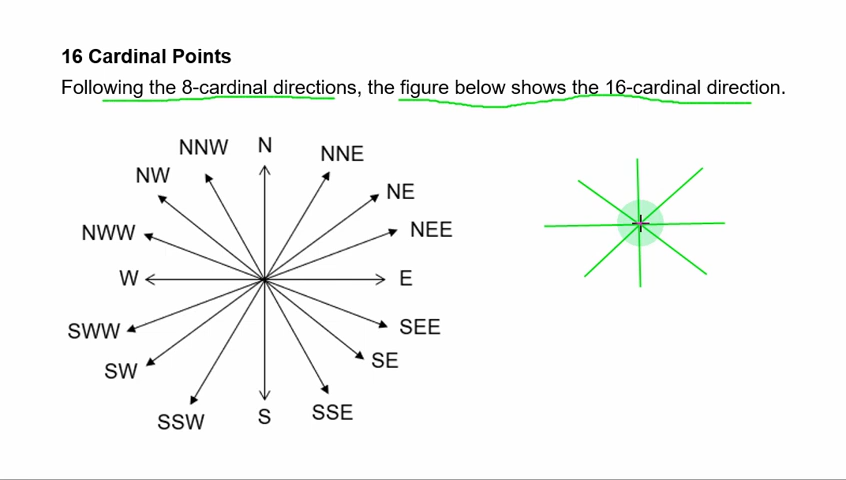 16 Cardinal Points
Following the 8-cardinal directions, the figure below shows the 16-cardinal direction.
NNW
N
NNE
NW
NE
NWW
NEE
W
E
SWW
SEE
SW
SE
SSW
S
SSE